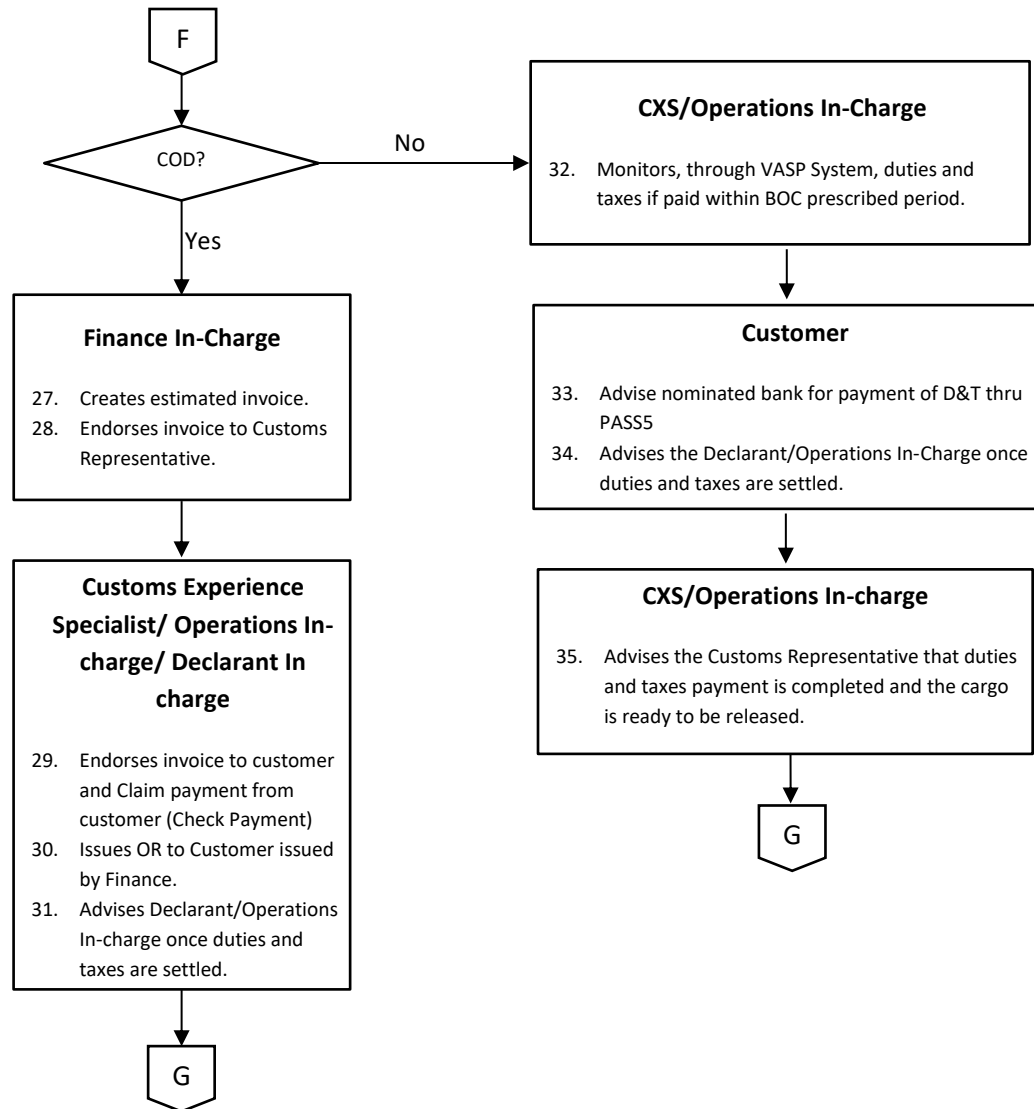 F
COD?
No
Yes
Finance In-Charge
27. Creates estimated invoice.
28. Endorses invoice to Customs
Representative.
Customs Experience
Specialist/ Operations In-
charge/ Declarant In
charge
29. Endorses invoice to customer
and Claim payment from
customer (Check Payment)
30. Issues OR to Customer issued
by Finance.
31. Advises Declarant/Operations
In-charge once duties and
taxes are settled.
G
CXS/Operations In-Charge
32. Monitors, through VASP System, duties and
taxes if paid within BOC prescribed period.
Customer
33. Advise nominated bank for payment of D&T thru
PASS5
34. Advises the Declarant/Operations In-Charge once
duties and taxes are settled.
CXS/Operations In-charge
35. Advises the Customs Representative that duties
and taxes payment is completed and the cargo
is ready to be released.
G